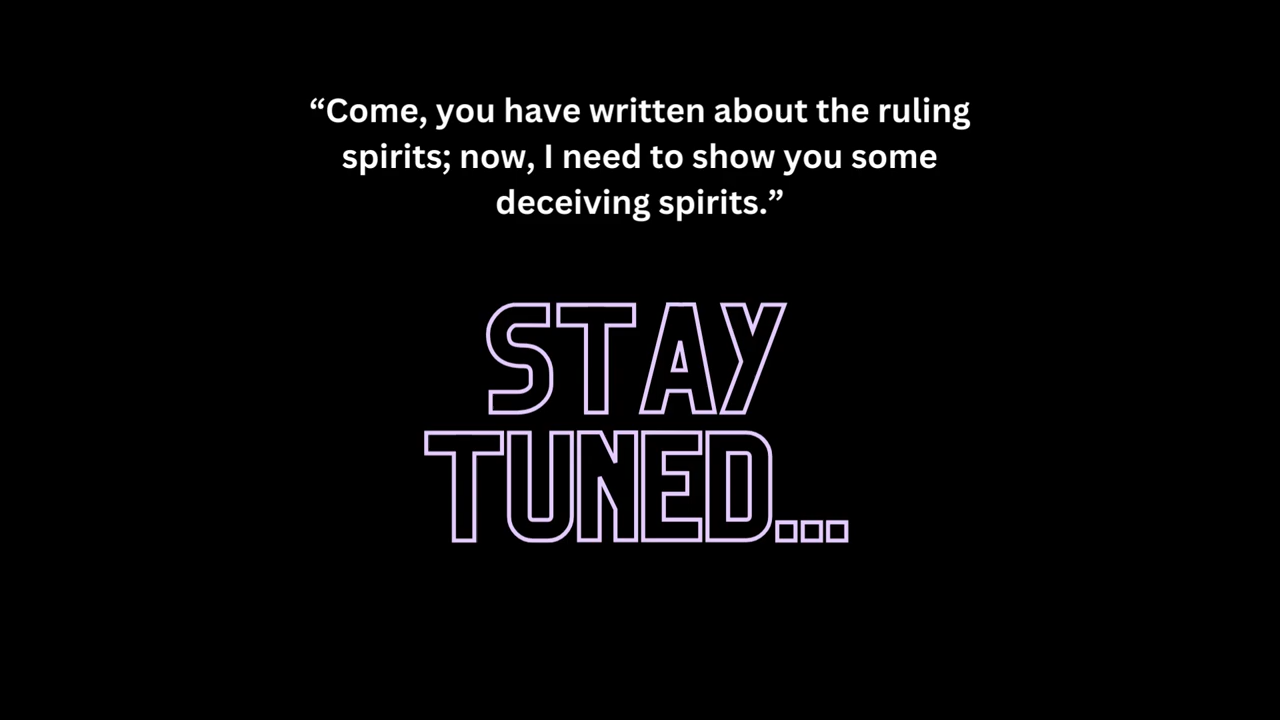 “Come, you have written about the ruling
spirits; now, I need to show you some
deceiving spirits.”
STAY
TUNED...